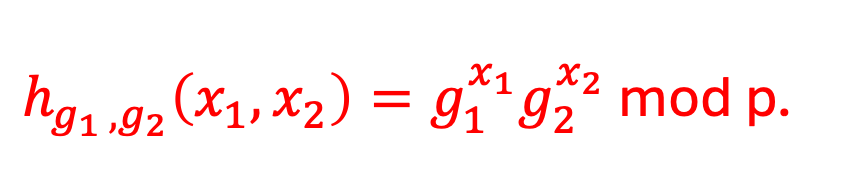 h_{g_1,g_2}(x_1, x_2) = g_1^{x_1} g_2^{x_2} mod p.